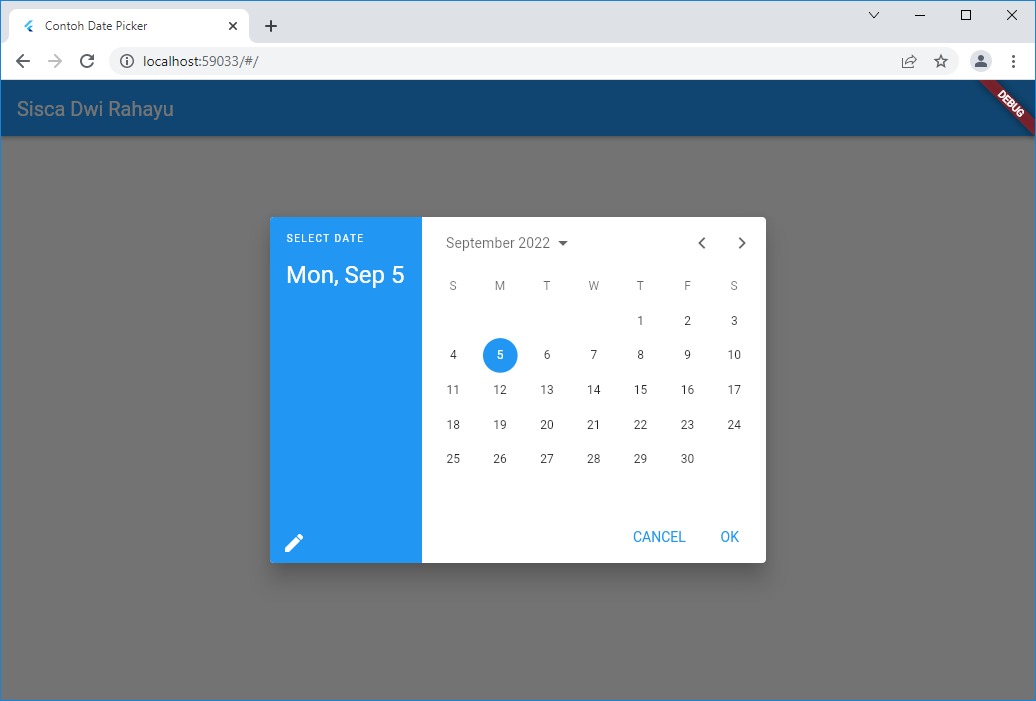 Contoh Date Picker
localhost:59033/#/
Sisca Dwi Rahayu
DEBUG
SELECT DATE
Mon, Sep 5
September 2022
S M T W T F S
1 2 3
4 5 6 7 8 9 10
11 12 13 14 15 16 17
18 19 20 21 22 23 24
25 26 27 28 29 30
CANCEL OK